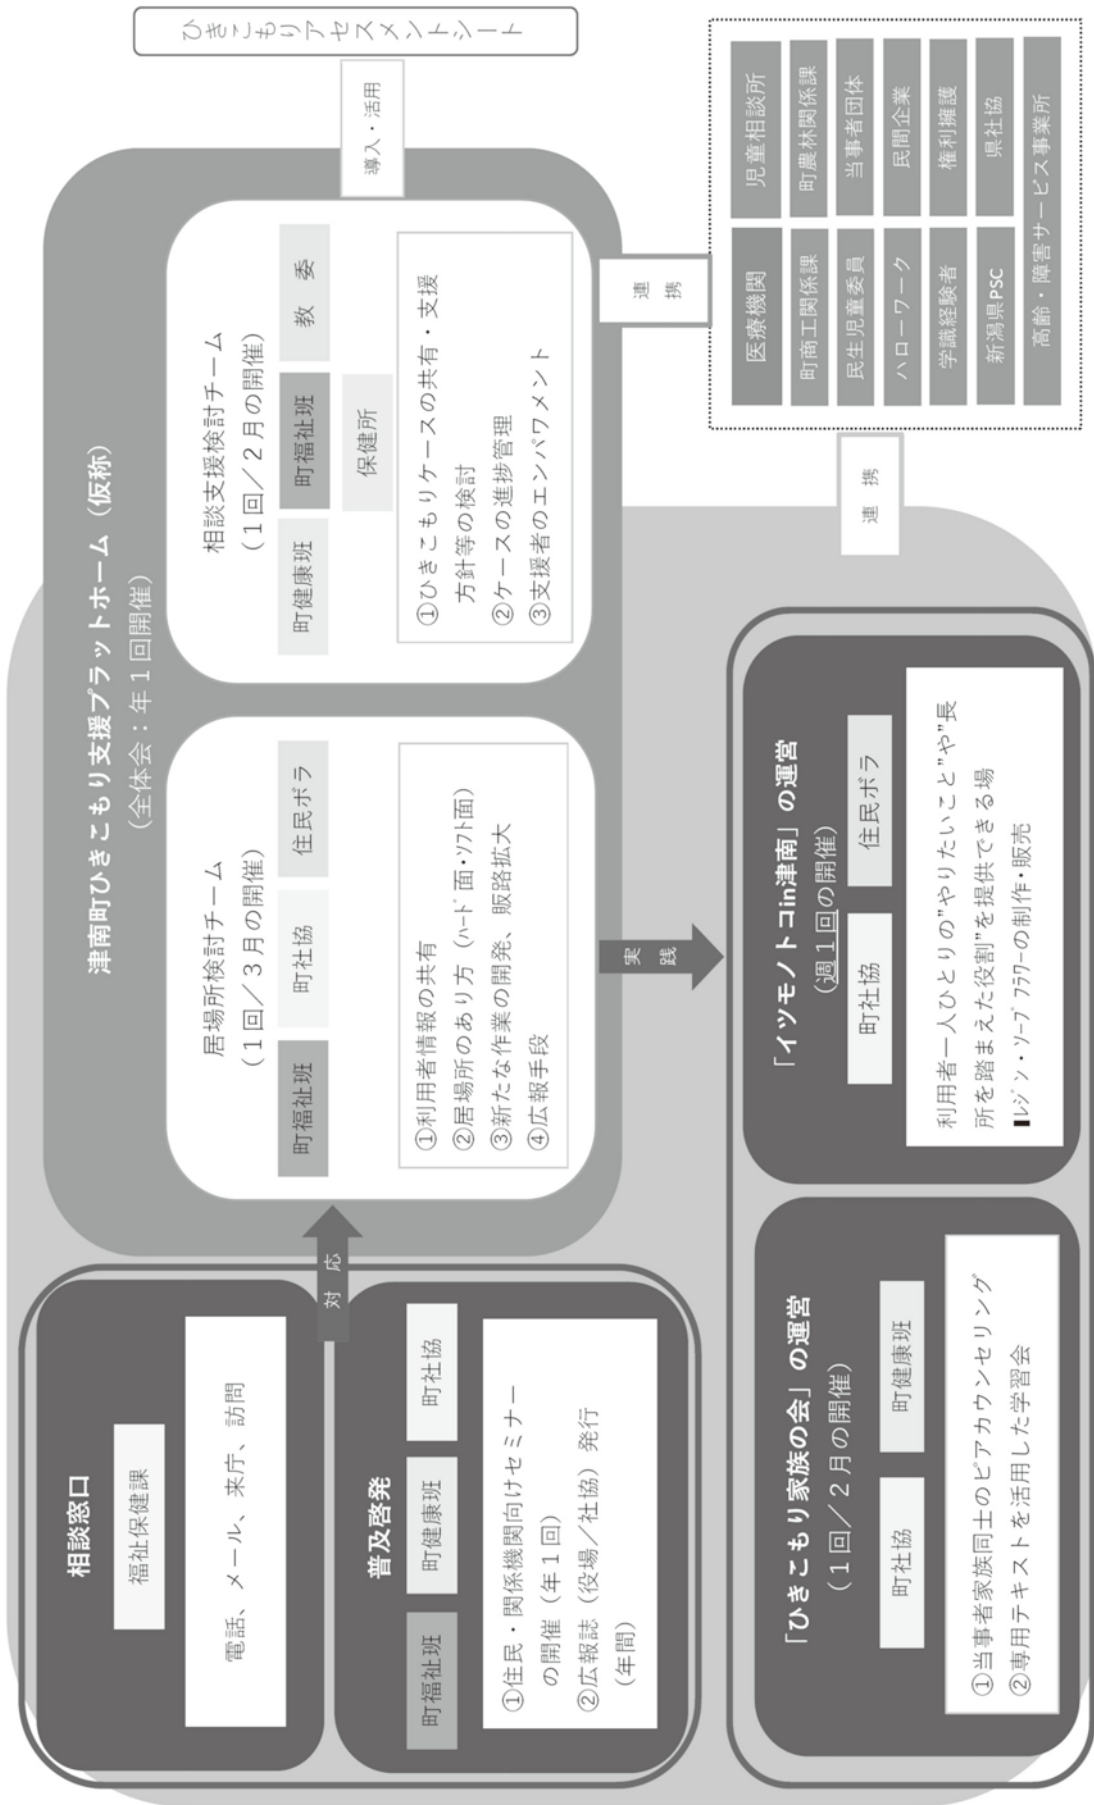 津南町ひきこもり支援プラットホーム（仮称）
（全体会：年１回開催）
相談窓口
福祉保健課
電話、メール、来庁、訪問
普及啓発
町福祉班
町健康班
町社協
①住民・関係機関向けセミナー
の開催（年１回）
②広報誌（役場／社協）発行
（年間）
対応
居場所検討チーム
（１回／３月の開催）
町福祉班
町社協
住民ボラ
①利用者情報の共有
②居場所のあり方（ﾊｰﾄﾞ面･ｿﾌﾄ面）
③新たな作業の開発、販路拡大
④広報手段
相談支援検討チーム
（１回／２月の開催）
町健康班
町福祉班
教　委
保健所
①ひきこもりケースの共有・支援
方針等の検討
②ケースの進捗管理
③支援者のエンパワメント
導入・活用
ひきこもりアセスメントシート
実践
連携
連携
「ひきこもり家族の会」の運営
（１回／２月の開催）
町社協
町健康班
①当事者家族同士のピアカウンセリング
②専用テキストを活用した学習会
「イツモノトコin津南」の運営
（週１回の開催）
町社協
住民ボラ
利用者一人ひとりの”やりたいこと”や”長
所を踏まえた役割”を提供できる場
■ﾚｼﾞﾝ・ｿｰﾌﾟﾌﾗﾜｰの制作･販売
医療機関
児童相談所
町商工関係課
町農林関係課
民生児童委員
当事者団体
ハローワーク
民間企業
学識経験者
権利擁護
新潟県PSC
県社協
高齢・障害サービス事業所